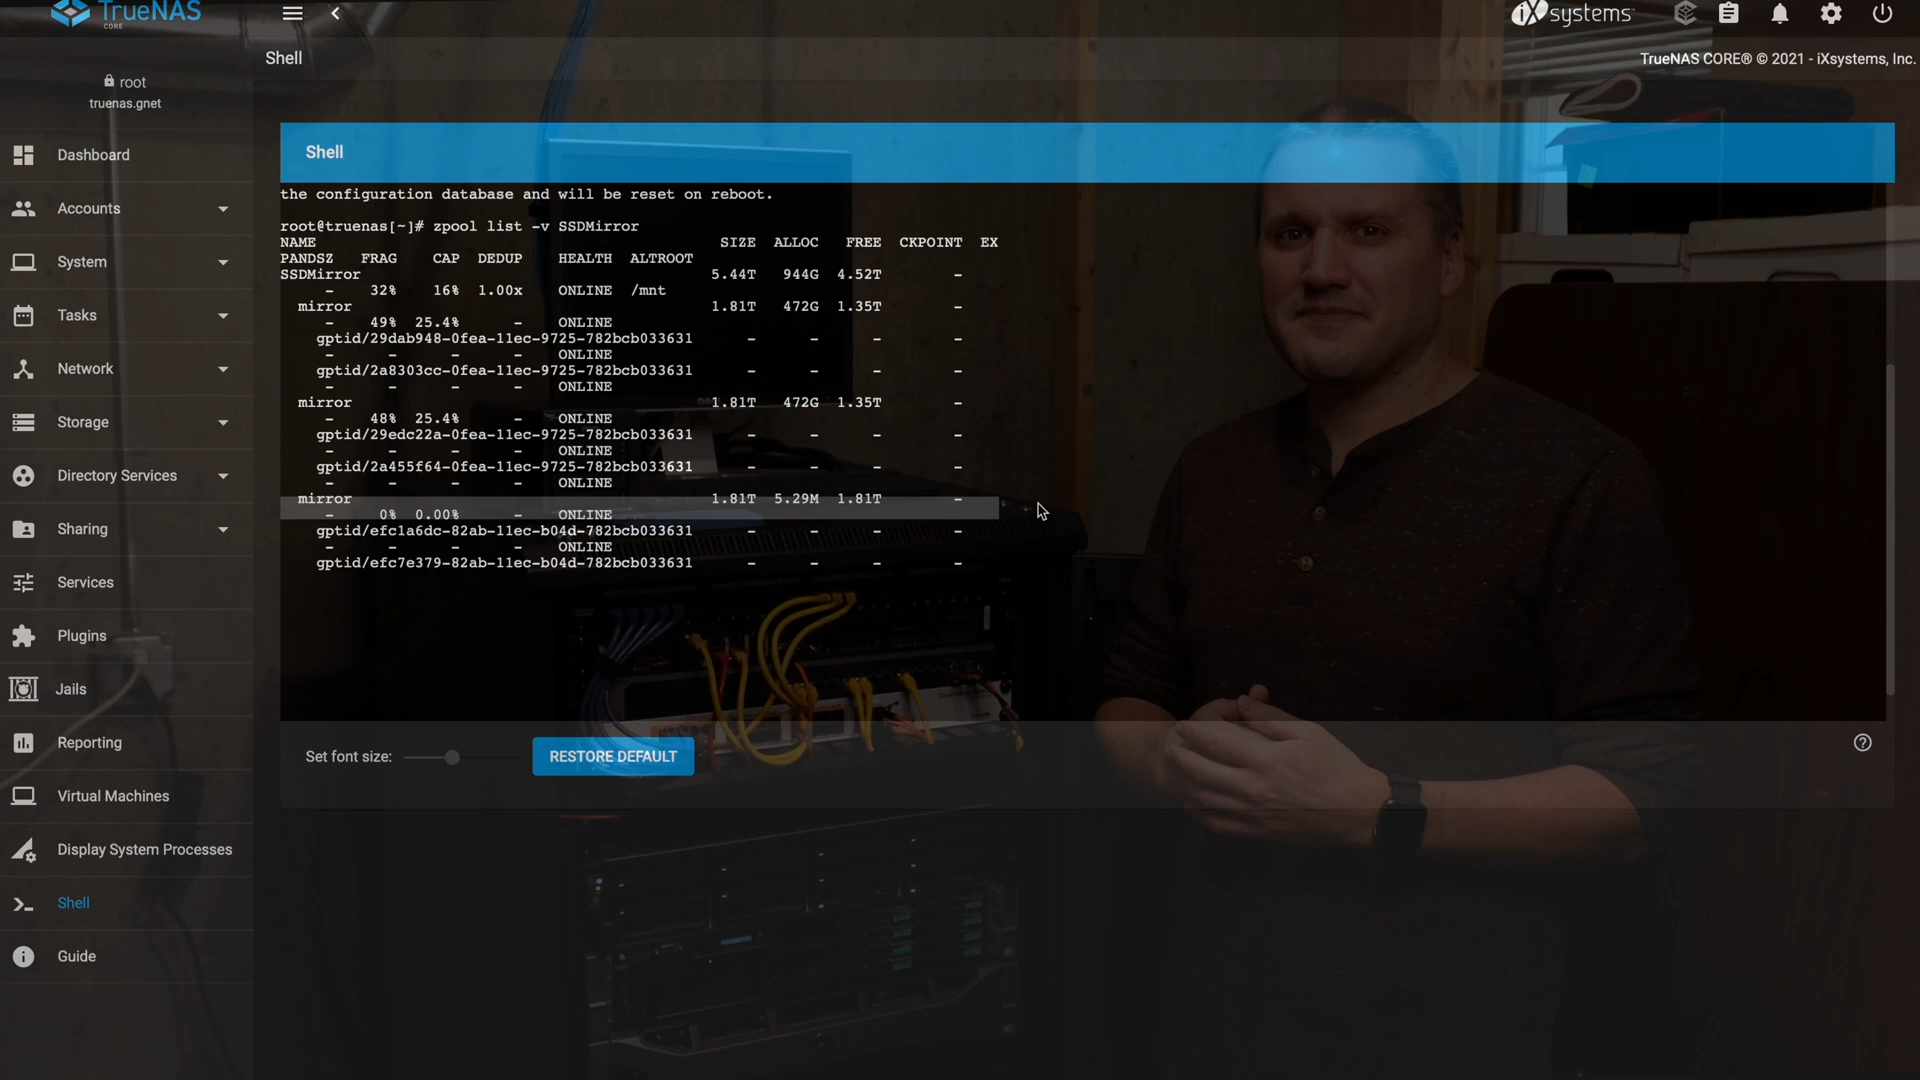 TrueNAS
CORE
iXsystems
Shell
TrueNAS CORE® © 2021 - iXsystems, Inc.
root
truenas.gnet
Dashboard
Accounts
System
Tasks
Network
Storage
Directory Services
Sharing
Services
Plugins
Jails
Reporting
Virtual Machines
Display System Processes
Shell
Guide
Shell
the configuration database and will be reset on reboot.
root@truenas[~]# zpool list -v SSDMirror
NAME SIZE ALLOC FREE CKPOINT EX
PANDSZ FRAG CAP DEDUP HEALTH ALTROOT
SSDMirror 5.44T 944G 4.52T -
- 32% 16% 1.00x ONLINE /mnt
mirror 1.81T 472G 1.35T -
- 49% 25.4% - ONLINE
gptid/29dab948-0fea-11ec-9725-782bcb033631 - - - -
- - - - ONLINE
gptid/2a8303cc-0fea-11ec-9725-782bcb033631 - - - -
- - - - ONLINE
mirror 1.81T 472G 1.35T -
- 48% 25.4% - ONLINE
gptid/29edc22a-0fea-11ec-9725-782bcb033631 - - - -
- - - - ONLINE
gptid/2a455f64-0fea-11ec-9725-782bcb033631 - - - -
- - - - ONLINE
mirror 1.81T 5.29M 1.81T -
- 0% 0.00% - ONLINE
gptid/efc1a6dc-82ab-11ec-b04d-782bcb033631 - - - -
- - - - ONLINE
gptid/efc7e379-82ab-11ec-b04d-782bcb033631 - - - -
Set font size:
RESTORE DEFAULT